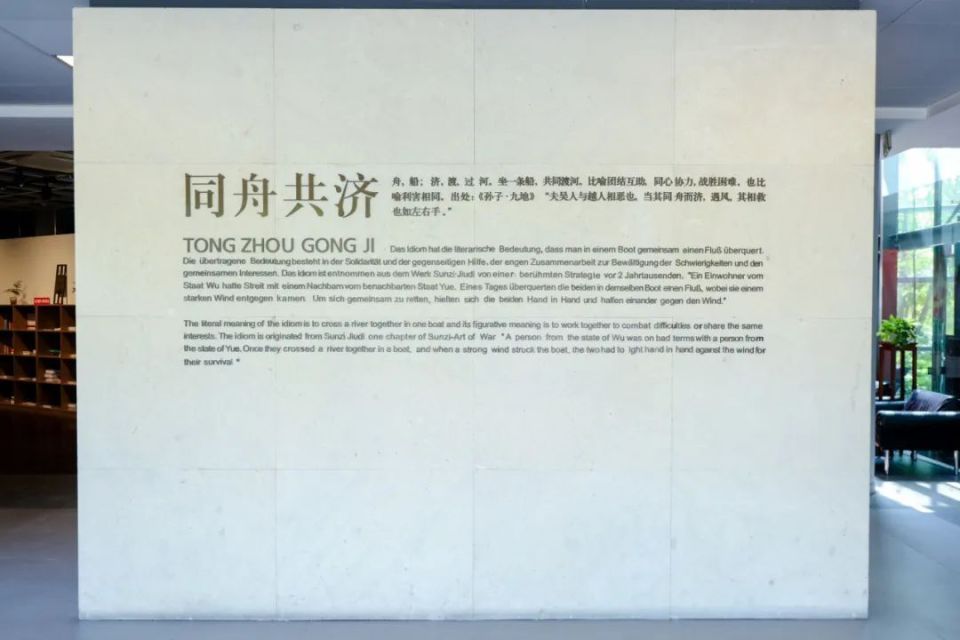 同舟共济
舟，船；济，渡，过河。坐一条船，共同渡河。比喻团结互助，同心协力，战胜困难，也比
喻利害相同。出处：《孙子·九地》“夫吴人与越人相恶也，当其同舟而济，遇风，其相救
也如左右手。”
TONG ZHOU GONG JI Das Idiom hat die literarische Bedeutung, dass man in einem Boot gemeinsam einen Fluß überquert.
Die übertragene Bedeutung besteht in der Solidarität und der gegenseitigen Hilfe, der engen Zusammenarbeit zur Bewältigung der Schwierigkeiten und den
gemeinsamen Interessen. Das idiom ist entnommen aus dem Werk Sunzi-Jiudi von einer berühmten Strategie vor 2 Jahrtausenden. "Ein Einwohner vom
Staat Wu hatte Streit mit einem Nachbarn vom benachbarten Staat Yue. Eines Tages überquerten die beiden in demselben Boot einen Fluß, wobei sie einem
starken Wind entgegen kamen. Um sich gemeinsam zu retten, hielten sich die beiden Hand in Hand und halfen einander gegen den Wind."
The literal meaning of the idiom is to cross a river together in one boat and its figurative meaning is to work together to combat difficulties or share the same
interests. The idiom is originated from Sunzi Jiudi one chapter of Sunzi-Art of War "A person from the state of Wu was on bad terms with a person from
the state of Yue. Once they crossed a river together in a boat, and when a strong wind struck the boat, the two had to ight hand in hand against the wind for
their survival "